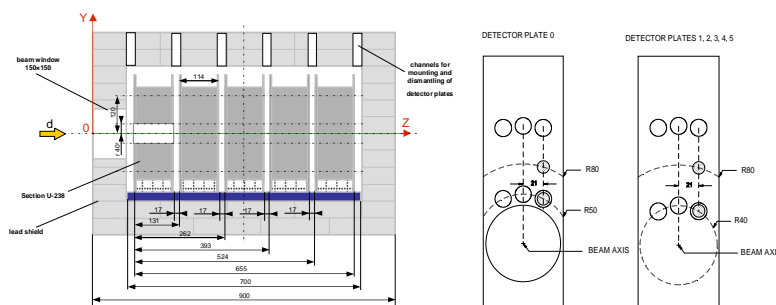 Y
beam window
150x150
114
channels for
mounting and
dismantling of
detector plates
120
d
0
Z
r 40
Section U-238
lead shield
17
17
17
17
131
262
393
524
655
700
900
DETECTOR PLATE 0
21
R80
R50
BEAM AXIS
DETECTOR PLATES 1, 2, 3, 4, 5
21
R80
R40
BEAM AXI